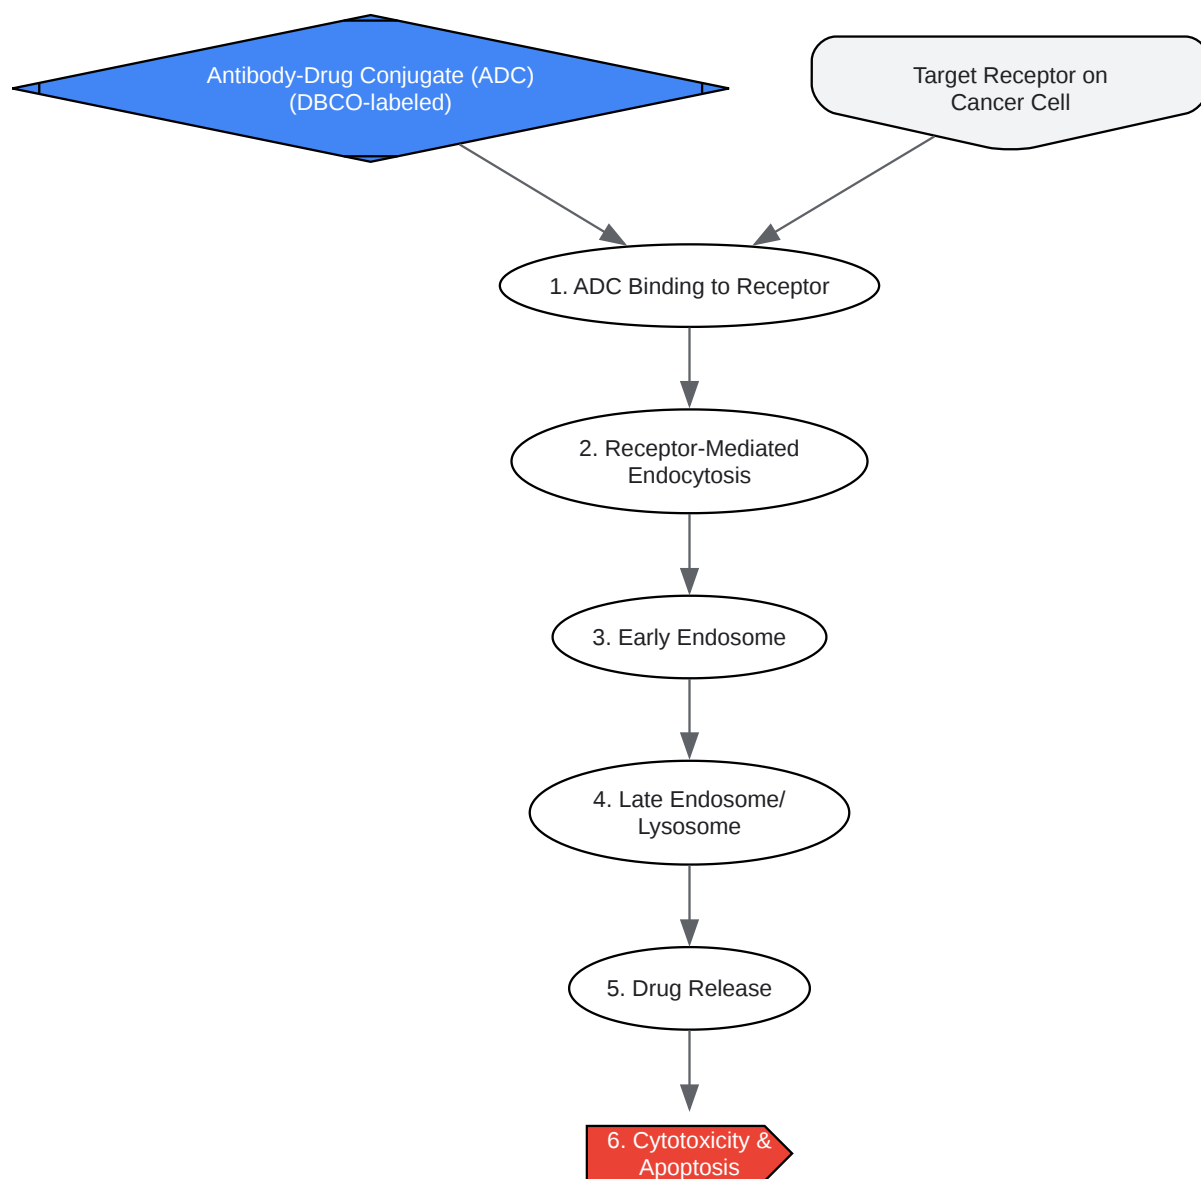 Antibody-Drug Conjugate (ADC)
(DBCO-labeled)
Target Receptor on
Cancer Cell
1. ADC Binding to Receptor
2. Receptor-Mediated
Endocytosis
3. Early Endosome
4. Late Endosome/
Lysosome
5. Drug Release
6. Cytotoxicity &
Apoptosis